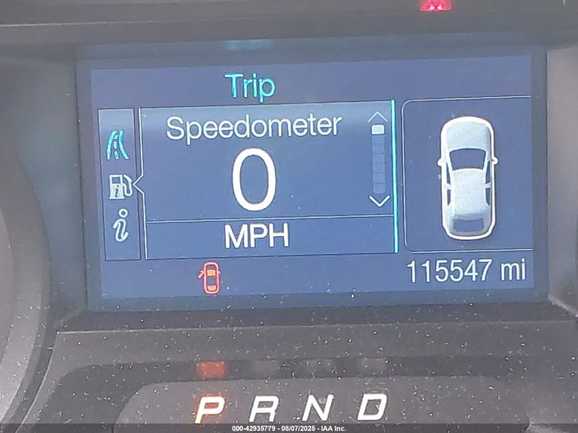 Trip
Speedometer
0
MPH
i
115547 mi
P R N D
000-42935779 - 08/07/2025 - IAA Inc.